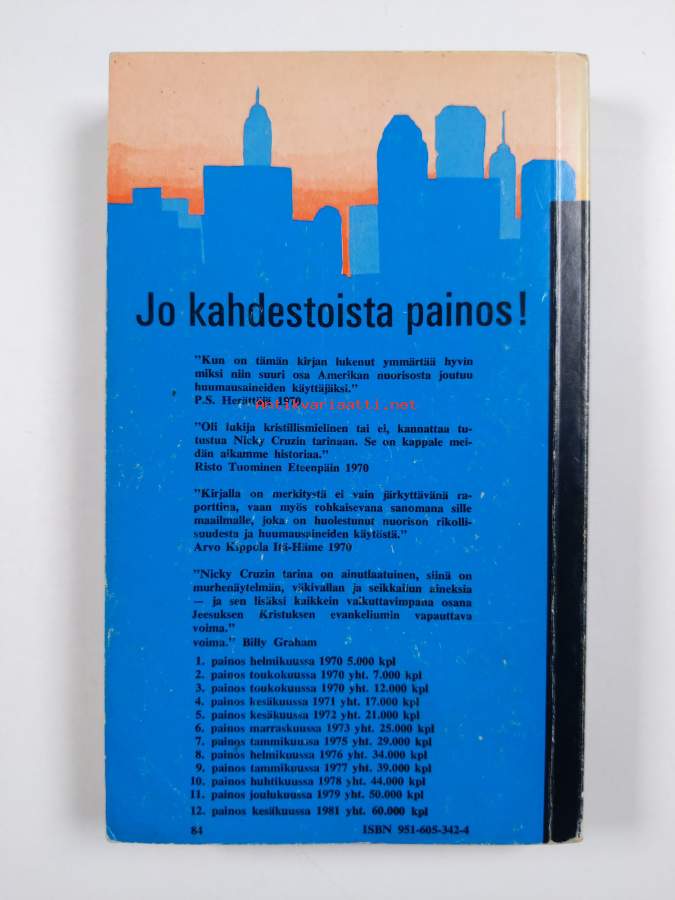 Jo kahdestoista painos!
"Kun on tämän kirjan lukenut ymmärtää hyvin
miksi niin suuri osa Amerikan nuorisosta joutuu
huumausaineiden käyttäjäksi."
P.S. Herättäjä 1970
Antikvariaatti.net
"Oli lukija kristillismielinen tai ei, kannattaa tu-
tustua Nicky Cruzin tarinaan. Se on kappale mei-
dän aikamme historiaa."
Risto Tuominen Eteenpäin 1970
"Kirjalla on merkitystä ei vain järkyttävänä ra-
porttina, vaan myös rohkaisevana sanomana sille
maailmalle, joka on huolestunut nuorison rikolli-
suudesta ja huumausaineiden käytöstä."
Arvo Kippola Itä-Häme 1970
"Nicky Cruzin tarina on ainutlaatuinen, siinä on
murhenäytelmän, väkivallan ja seikkailun aineksia
— ja sen lisäksi kaikkein vaikuttavimpana osana
Jeesuksen Kristuksen evankeliumin vapauttava
voima."
voima." Billy Graham
1. painos helmikuussa 1970 5.000 kpl
2. painos toukokuussa 1970 yht. 7.000 kpl
3. painos toukokuussa 1970 yht. 12.000 kpl
4. painos kesäkuussa 1971 yht. 17.000 kpl
5. painos kesäkuussa 1972 yht. 21.000 kpl
6. painos marraskuussa 1973 yht. 25.000 kpl
7. painos tammikuussa 1975 yht. 29.000 kpl
8. painos helmikuussa 1976 yht. 34.000 kpl
9. painos tammikuussa 1977 yht. 39.000 kpl
10. painos huhtikuussa 1978 yht. 44.000 kpl
11. painos joulukuussa 1979 yht. 50.000 kpl
12. painos kesäkuussa 1981 yht. 60.000 kpl
84 ISBN 951-605-342-4